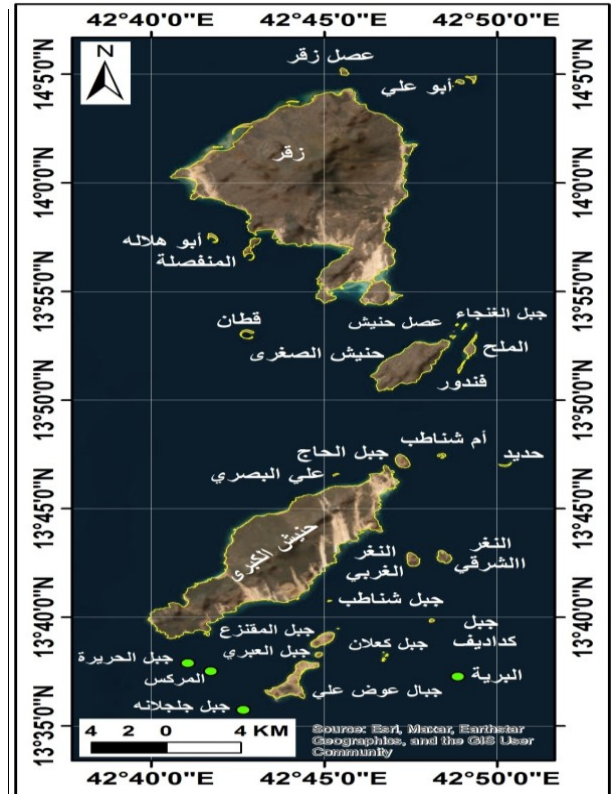 42°40'0"E 42°45'0"E 42°50'0"E
N
عصل زقر
أبو علي
زقر
14°5'0"N 14°5'0"N
14°0'0"N 14°0'0"N
أبو هلاله
المنفصلة
13°55'0"N 13°55'0"N
قطان
عصل حنيش
جبل الغنجاء
حنيش الصغرى
الملح
فندور
13°50'0"N 13°50'0"N
أم شناطب
جبل الحاج
حديد
علي البصري
13°45'0"N 13°45'0"N
حنيش الكبرى
النغر
الغربي
النغر
االشرقي
جبل شناطب
13°40'0"N 13°40'0"N
جبل المقتنزع
جبل
كداديف
جبل العبري
جبل كعلان
جبل الحريرة
المركس
البرية
جبال عوض علي
جبل جلجلانه
13°35'0"N 13°35'0"N
4 2 0 4 KM
Source: Esri, Maxar, Earthstar
Geographics, and the GIS User
Community
42°40'0"E 42°45'0"E 42°50'0"E